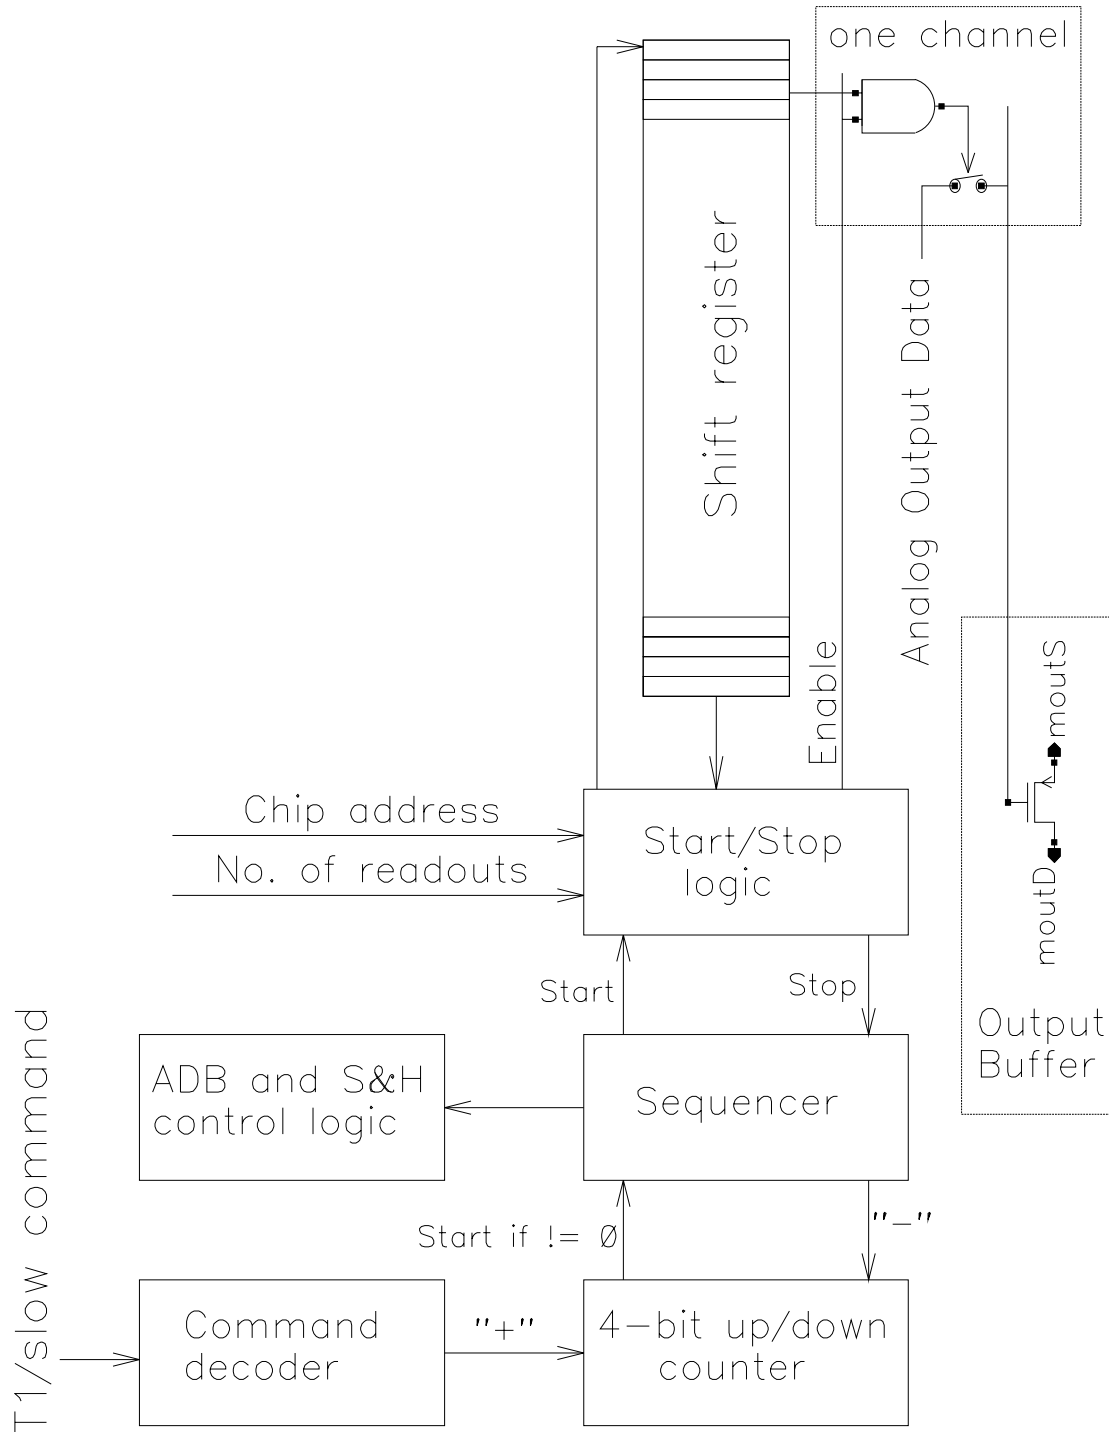 one channel
Shift register
Analog Output Data
Enable
moutS
Chip address
No. of readouts
Start/Stop
logic
moutD
Start
Stop
Output
Buffer
ADB and S&H
control logic
Sequencer
Start if != Ø
"-"
T1/slow command
Command
decoder
"+"
4-bit up/down
counter